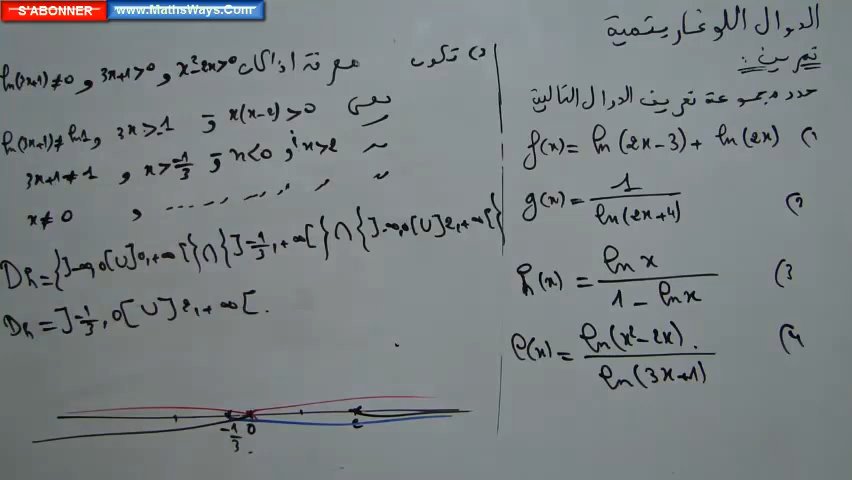 S'ABONNER www.MathsWays.Com
الدوال اللوغاريتمية
تمرين:
حدد مجموعة تعريف الدوال التالية
1) f(x) = ln(2x-3) + ln(2x)
2) g(x) = 1 / ln(2x+4)
3) h(x) = ln x / 1 - ln x
4) e(x) = ln(x²-2x) / ln(3x+1)
معرفة اذا كان x²-2x>0 و 3x+1>0 و ln(3x+1)≠0
يعني x(x-2)>0 و 3x>-1 , ln(3x+1)≠ln1
x<0 أو x>2 و x>-1/3 , 3x+1≠1
, x≠0
Dh = {]-∞,0[∪]0,+∞[}∩{]-1/3,+∞[}∩{]-∞,0[∪]2,+∞[}
Dh = ]-1/3,0[∪]2,+∞[.
-1/3 0 2